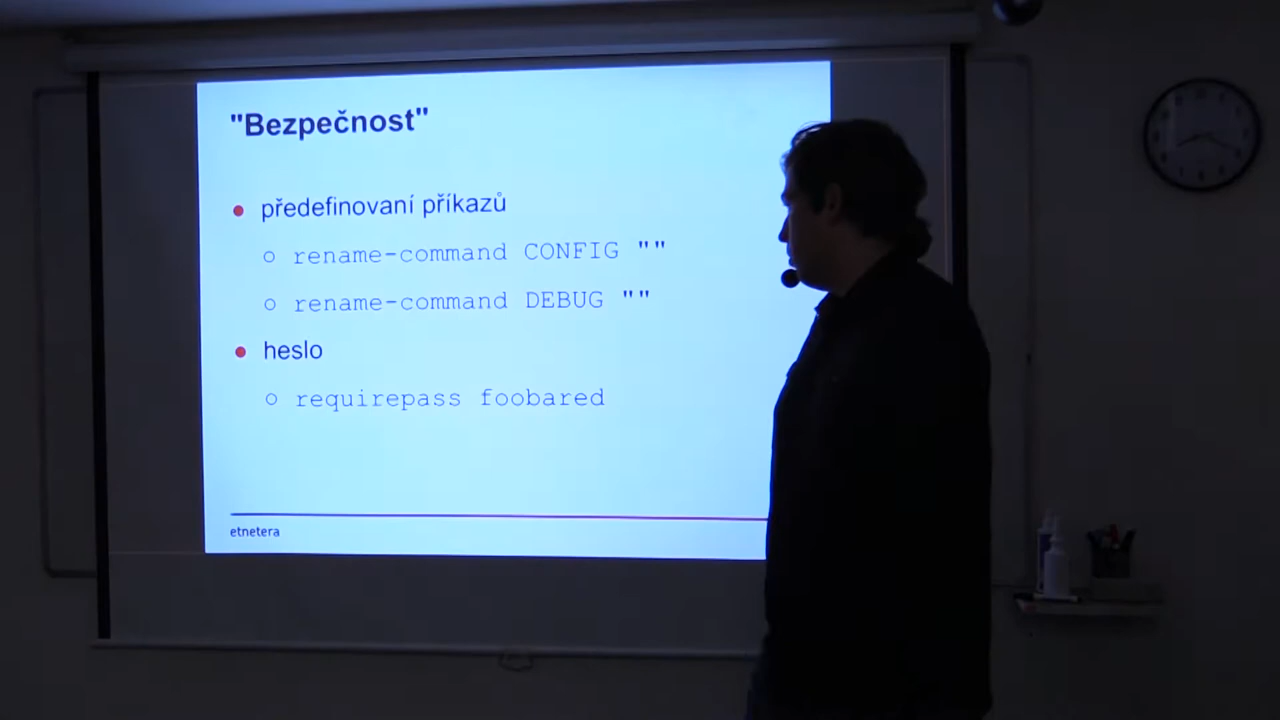 "Bezpečnost"
předefinovaní příkazů
rename-command CONFIG ""
rename-command DEBUG ""
heslo
requirepass foobared
etnetera